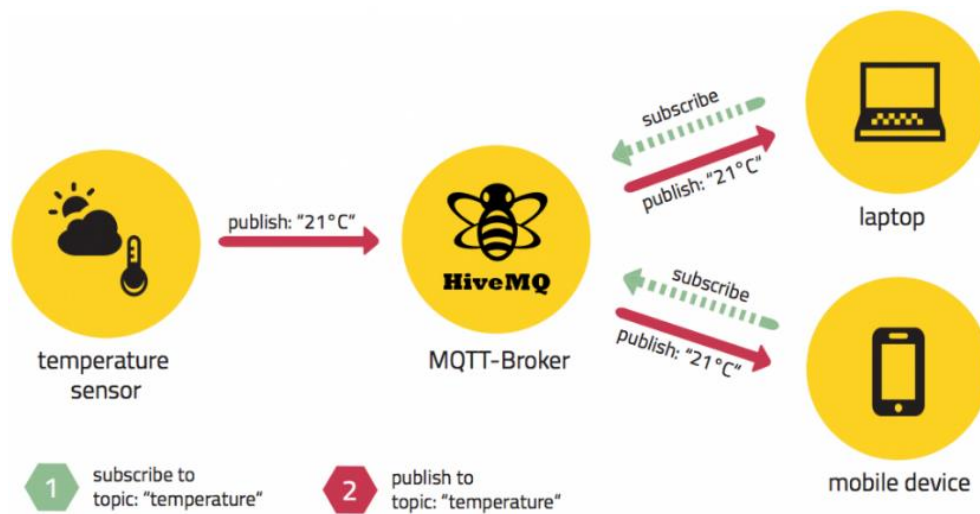 subscribe
publish: “21°C”
laptop
publish: “21°C”
HiveMQ
subscribe
publish: “21°C”
temperature
sensor
MQTT-Broker
mobile device
1
subscribe to
topic: “temperature”
2
publish to
topic: “temperature”